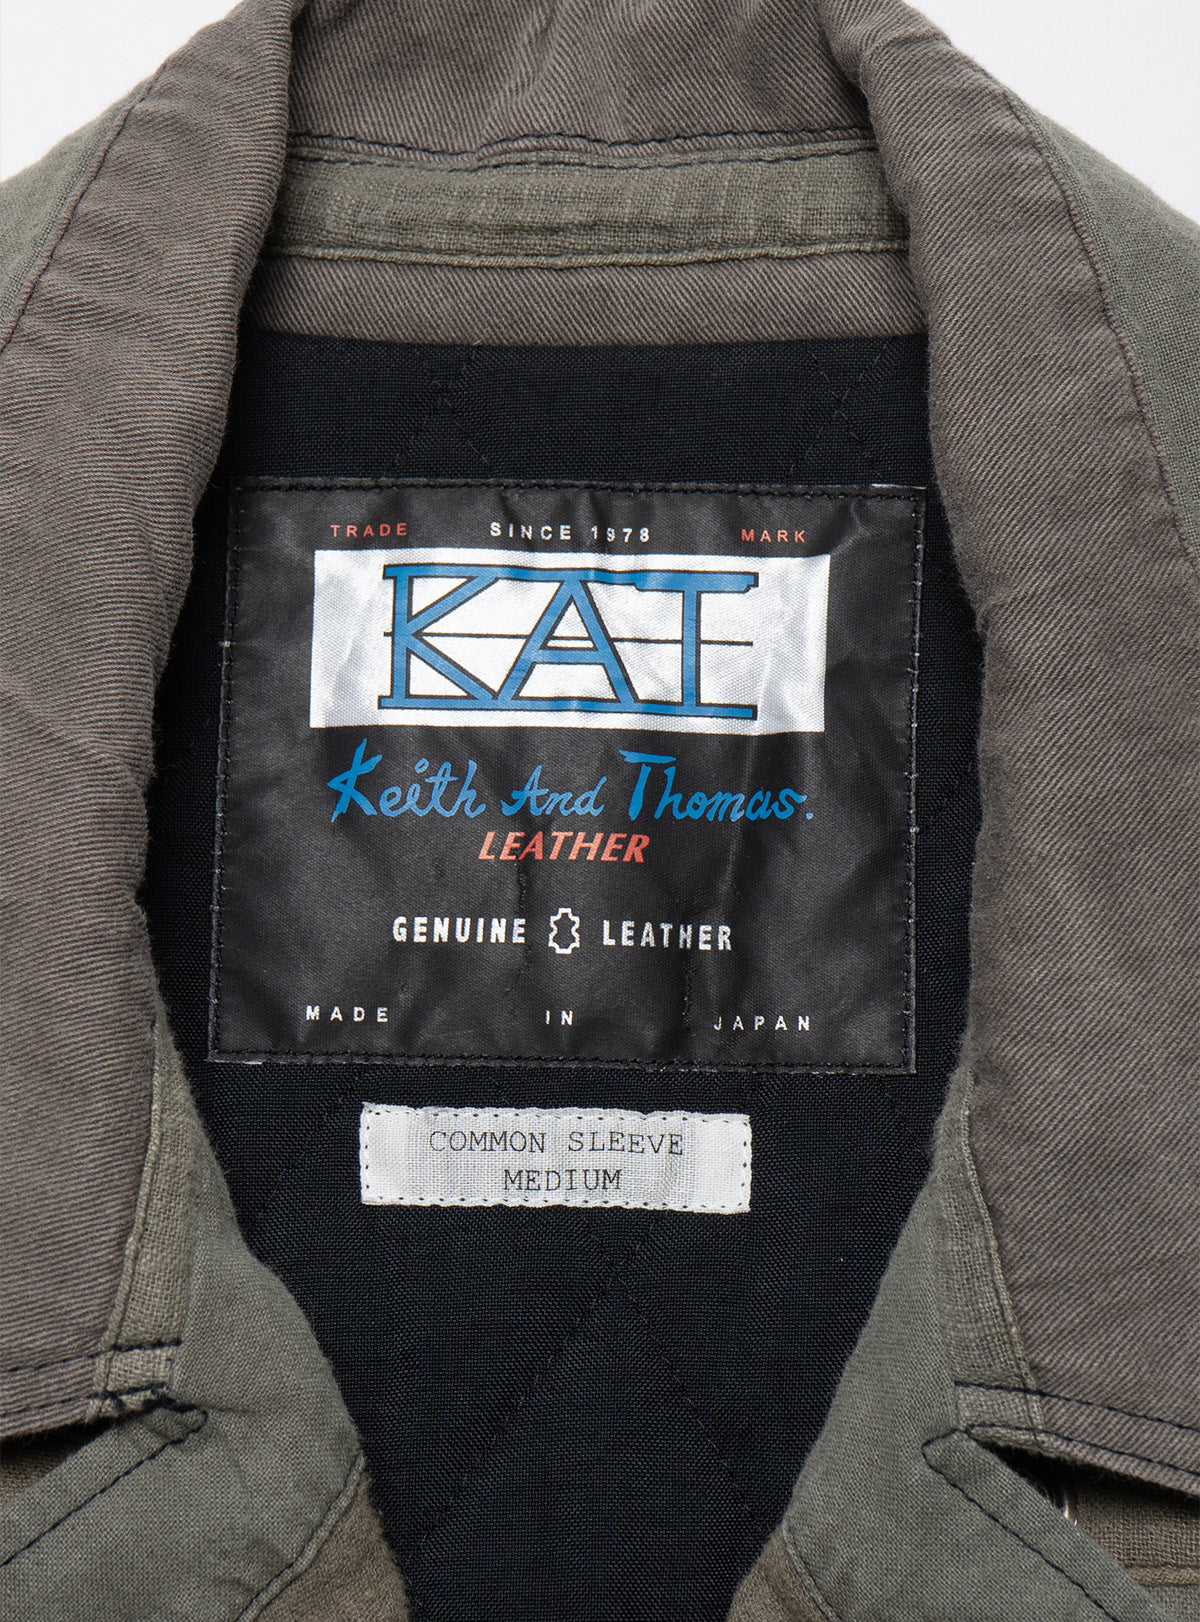 TRADE SINCE 1978 MARK
KAT
Keith And Thomas.
LEATHER
GENUINE LEATHER
MADE IN JAPAN
COMMON SLEEVE
MEDIUM